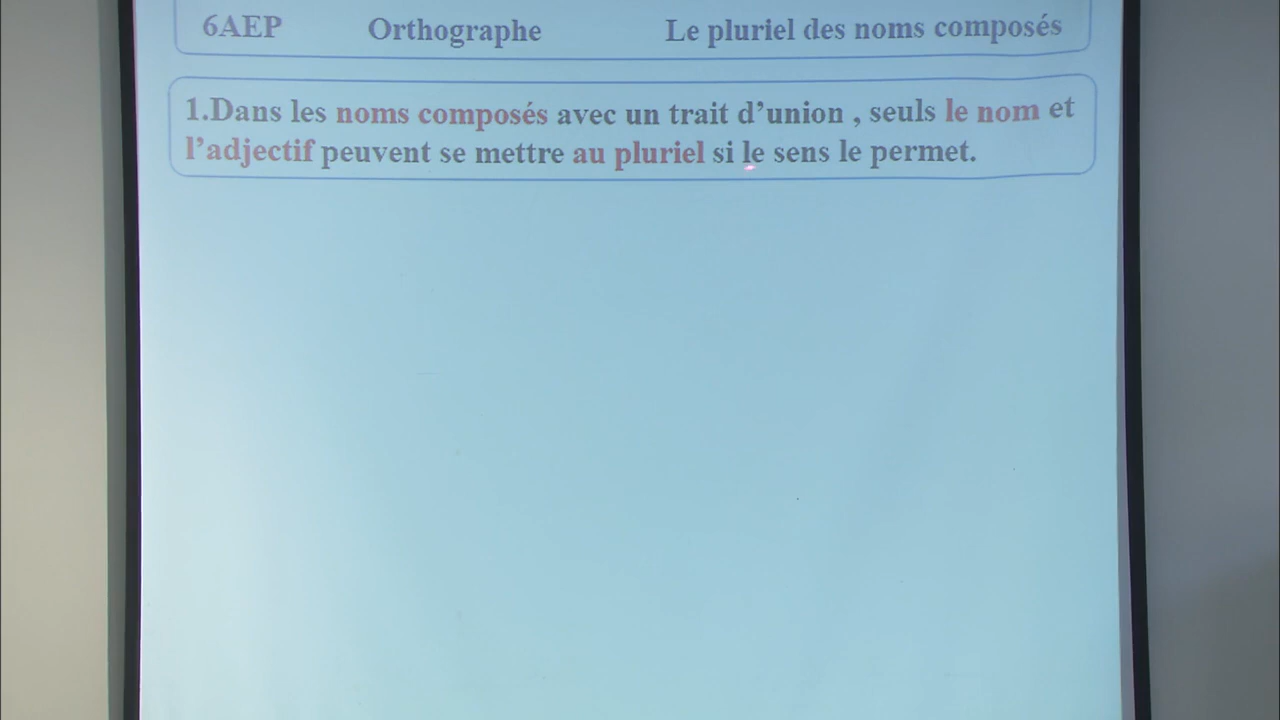 6AEP Orthographe Le pluriel des noms composés
1.Dans les noms composés avec un trait d’union , seuls le nom et
l’adjectif peuvent se mettre au pluriel si le sens le permet.